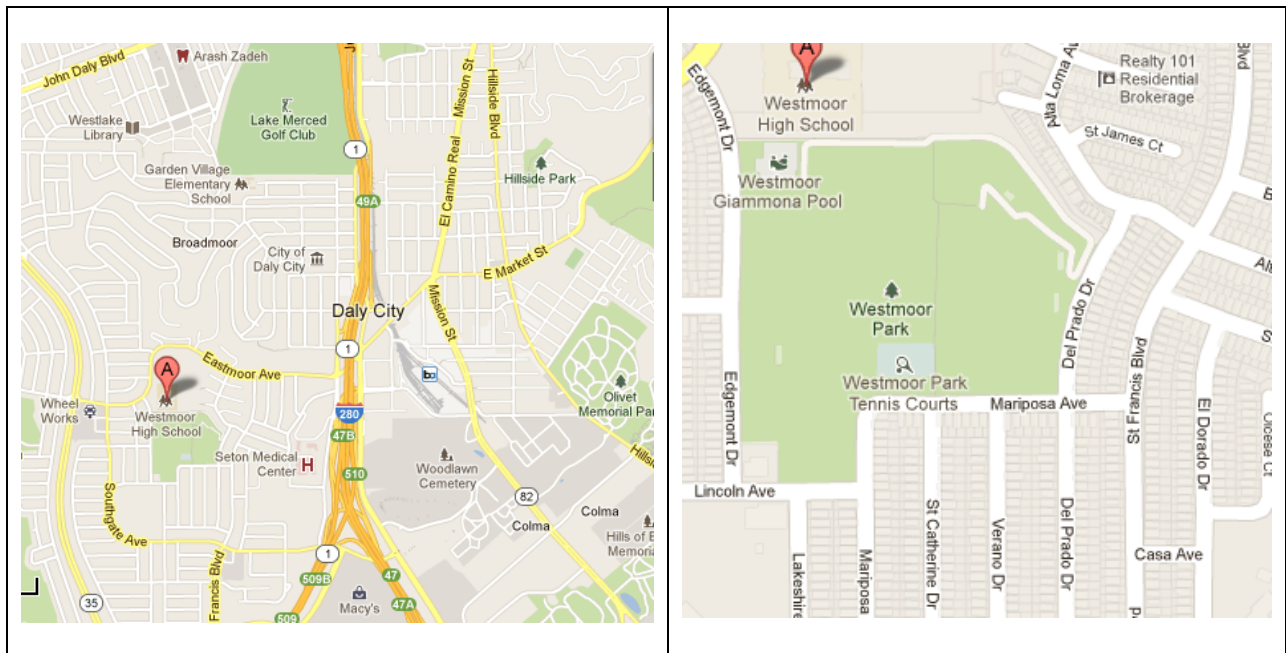 John Daly Blvd
Arash Zadeh
Westlake
Library
Lake Merced
Golf Club
Garden Village
Elementary
School
1
49A
Mission St
Hillside Blvd
El Camino Real
Hillside Park
Broadmoor
City of
Daly City
E Market St
Daly City
Mission St
1
Eastmoor Ave
A
Wheel
Works
Westmoor
High School
280
47B
Seton Medical
Center
H
510
Woodlawn
Cemetery
Olivet
Memorial Par
Southgate Ave
82
Colma
Colma
1
509B
47
47A
509
Macy's
35
Francis Blvd
A
Westmoor
High School
Edgemont Dr
Alta Loma Av
Realty 101
Residential
Brokerage
Blvd
St James Ct
Westmoor
Giammona Pool
Westmoor
Park
Westmoor Park
Tennis Courts
Del Prado Dr
Mariposa Ave
St Francis Blvd
El Dorado Dr
Edgemont Dr
Lincoln Ave
Lakeshire
Mariposa
St Catherine Dr
Verano Dr
Del Prado Dr
Casa Ave